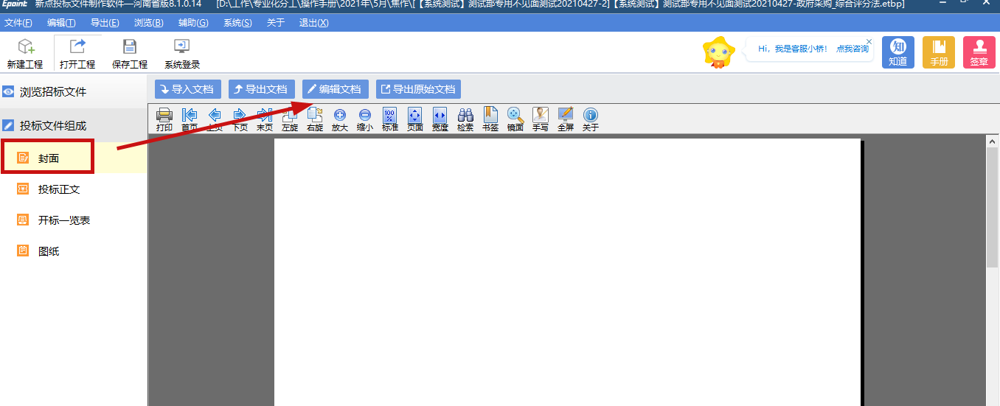 Epoint 新点投标文件制作软件—河南省版8.1.0.14 [D:\工作\专业化分工\操作手册\2021年\5月\焦作\[【系统测试】测试部专用不见面测试20210427-2]【系统测试】测试部专用不见面测试20210427-政府采购_综合评分法.etbp]
文件(F) 编辑(T) 导出(E) 浏览(B) 辅助(G) 系统(S) 关于 退出(X)
新建工程 打开工程 保存工程 系统登录
Hi，我是客服小桥！ 点我咨询
知
知道 手册 签章
浏览招标文件
导入文档 导出文档 编辑文档 导出原始文档
投标文件组成
100
%
打印 首页 上页 下页 末页 左旋 右旋 放大 缩小 标准 页面 宽度 检索 书签 镜面 手写 全屏 关于
封面
投标正文
开标一览表
图纸